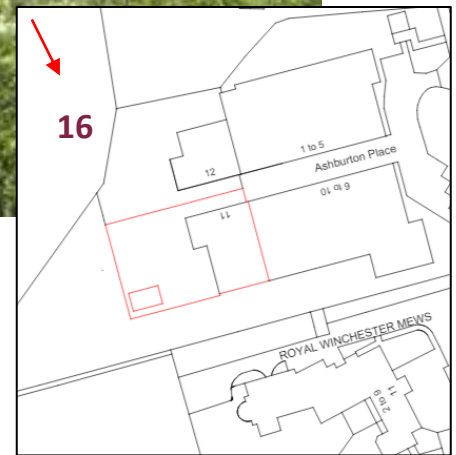 16
1 to 5
Ashburton Place
12
6 to 10
11
ROYAL WINCHESTER MEWS
11
2 to 9